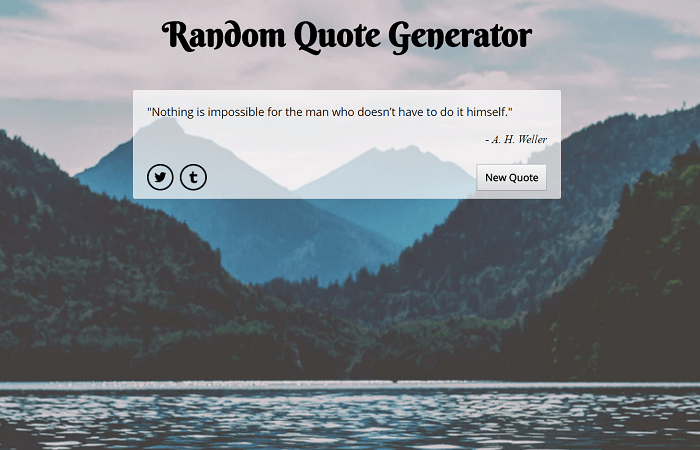 Random Quote Generator
"Nothing is impossible for the man who doesn’t have to do it himself."
- A. H. Weller
New Quote